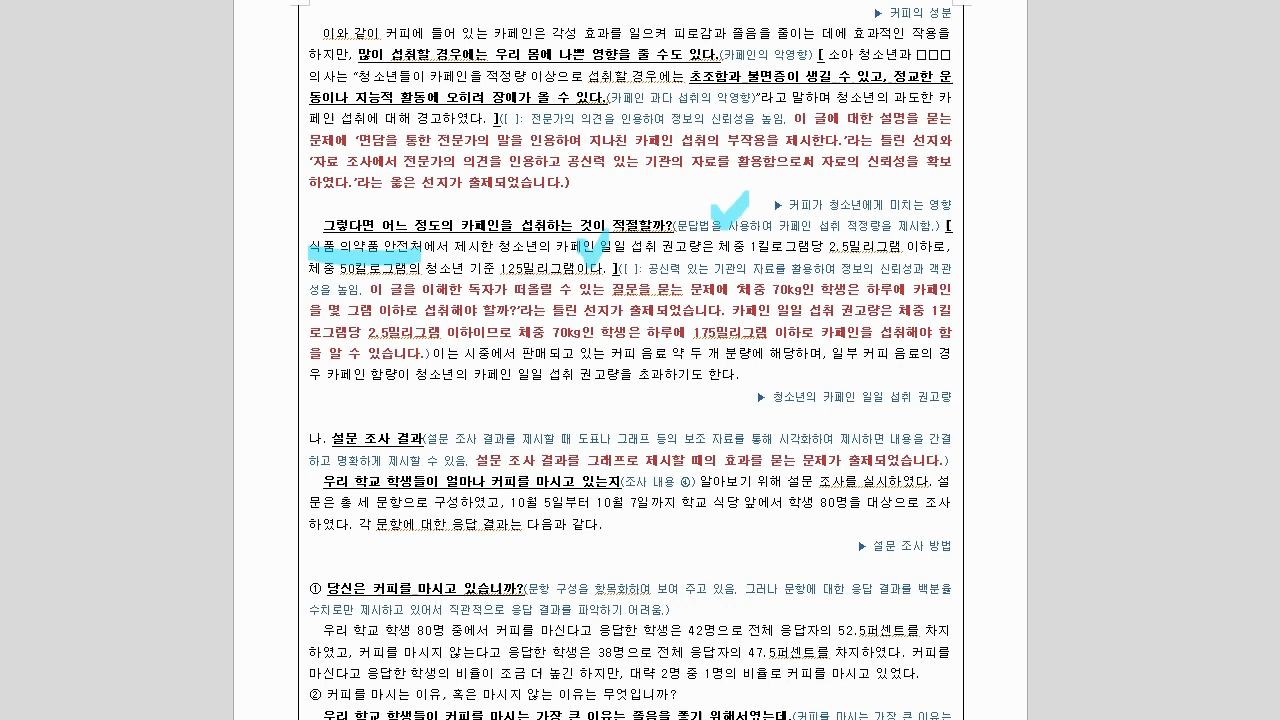 ▶ 커피의 성분
이와 같이 커피에 들어 있는 카페인은 각성 효과를 일으켜 피로감과 졸음을 줄이는 데에 효과적인 작용을
하지만, 많이 섭취할 경우에는 우리 몸에 나쁜 영향을 줄 수도 있다.(카페인의 악영향) [ 소아 청소년과 □□□
의사는 “청소년들이 카페인을 적정량 이상으로 섭취할 경우에는 초조함과 불면증이 생길 수 있고, 정교한 운
동이나 지능적 활동에 오히려 장애가 올 수 있다.(카페인 과다 섭취의 악영향)”라고 말하며 청소년의 과도한 카
페인 섭취에 대해 경고하였다. ]([ ]: 전문가의 의견을 인용하여 정보의 신뢰성을 높임. 이 글에 대한 설명을 묻는
문제에 ‘면담을 통한 전문가의 말을 인용하여 지나친 카페인 섭취의 부작용을 제시한다.’라는 틀린 선지와
‘자료 조사에서 전문가의 의견을 인용하고 공신력 있는 기관의 자료를 활용함으로써 자료의 신뢰성을 확보
하였다.’라는 옳은 선지가 출제되었습니다.)
▶ 커피가 청소년에게 미치는 영향
그렇다면 어느 정도의 카페인을 섭취하는 것이 적절할까?(문답법을 사용하여 카페인 섭취 적정량을 제시함.) [
식품 의약품 안전처에서 제시한 청소년의 카페인 일일 섭취 권고량은 체중 1킬로그램당 2.5밀리그램 이하로,
체중 50킬로그램의 청소년 기준 125밀리그램이다. ]([ ]: 공신력 있는 기관의 자료를 활용하여 정보의 신뢰성과 객관
성을 높임. 이 글을 이해한 독자가 떠올릴 수 있는 질문을 묻는 문제에 ‘체중 70kg인 학생은 하루에 카페인
을 몇 그램 이하로 섭취해야 할까?’라는 틀린 선지가 출제되었습니다. 카페인 일일 섭취 권고량은 체중 1킬
로그램당 2.5밀리그램 이하이므로 체중 70kg인 학생은 하루에 175밀리그램 이하로 카페인을 섭취해야 함
을 알 수 있습니다.)이는 시중에서 판매되고 있는 커피 음료 약 두 개 분량에 해당하며, 일부 커피 음료의 경
우 카페인 함량이 청소년의 카페인 일일 섭취 권고량을 초과하기도 한다.
▶ 청소년의 카페인 일일 섭취 권고량
나. 설문 조사 결과(설문 조사 결과를 제시할 때 도표나 그래프 등의 보조 자료를 통해 시각화하여 제시하면 내용을 간결
하고 명확하게 제시할 수 있음. 설문 조사 결과를 그래프로 제시할 때의 효과를 묻는 문제가 출제되었습니다.)
우리 학교 학생들이 얼마나 커피를 마시고 있는지(조사 내용 ④) 알아보기 위해 설문 조사를 실시하였다. 설
문은 총 세 문항으로 구성하였고, 10월 5일부터 10월 7일까지 학교 식당 앞에서 학생 80명을 대상으로 조사
하였다. 각 문항에 대한 응답 결과는 다음과 같다.
▶ 설문 조사 방법
① 당신은 커피를 마시고 있습니까?(문항 구성을 항목화하여 보여 주고 있음. 그러나 문항에 대한 응답 결과를 백분율
수치로만 제시하고 있어서 직관적으로 응답 결과를 파악하기 어려움.)
우리 학교 학생 80명 중에서 커피를 마신다고 응답한 학생은 42명으로 전체 응답자의 52.5퍼센트를 차지
하였고, 커피를 마시지 않는다고 응답한 학생은 38명으로 전체 응답자의 47.5퍼센트를 차지하였다. 커피를
마신다고 응답한 학생의 비율이 조금 더 높긴 하지만, 대략 2명 중 1명의 비율로 커피를 마시고 있었다.
② 커피를 마시는 이유, 혹은 마시지 않는 이유는 무엇입니까?
우리 학교 학생들이 커피를 마시는 가장 큰 이유는 졸음을 쫓기 위해서였는데,(커피를 마시는 가장 큰 이유는